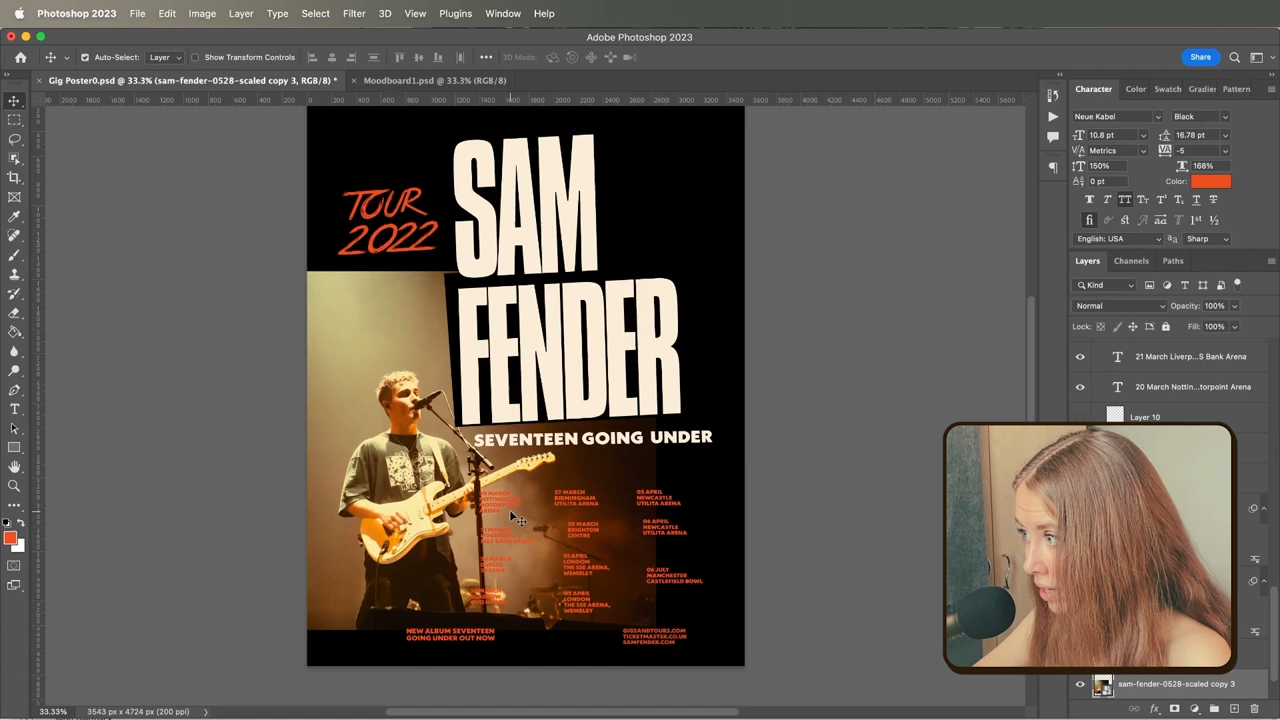 Photoshop 2023 File Edit Image Layer Type Select Filter 3D View Plugins Window Help
Adobe Photoshop 2023
Auto-Select: Layer Show Transform Controls 3D Mode: Share
Gig Poster0.psd @ 33.3% (sam-fender-0528-scaled copy 3, RGB/8) * Moodboard1.psd @ 33.3% (RGB/8)
Character Color Swatch Gradier Pattern
Neue Kabel Black
10.8 pt 16.78 pt
Metrics -5
150% 168%
0 pt Color:
English: USA Sharp
Layers Channels Paths
Kind
Normal Opacity: 100%
Lock: Fill: 100%
21 March Liverp...S Bank Arena
20 March Nottin...torpoint Arena
Layer 10
sam-fender-0528-scaled copy 3
TOUR
2022
SAM
FENDER
SEVENTEEN GOING UNDER
27 MARCH
BIRMINGHAM
UTILITA ARENA
30 MARCH
BRIGHTON
CENTRE
01 APRIL
LONDON
THE SSE ARENA,
WEMBLEY
02 APRIL
LONDON
THE SSE ARENA,
WEMBLEY
05 APRIL
NEWCASTLE
UTILITA ARENA
06 APRIL
NEWCASTLE
UTILITA ARENA
06 JULY
MANCHESTER
CASTLEFIELD BOWL
NEW ALBUM SEVENTEEN
GOING UNDER OUT NOW
GIGSANDTOURS.COM
TICKETMASTER.CO.UK
SAMFENDER.COM
33.33% 3543 px x 4724 px (200 ppi)